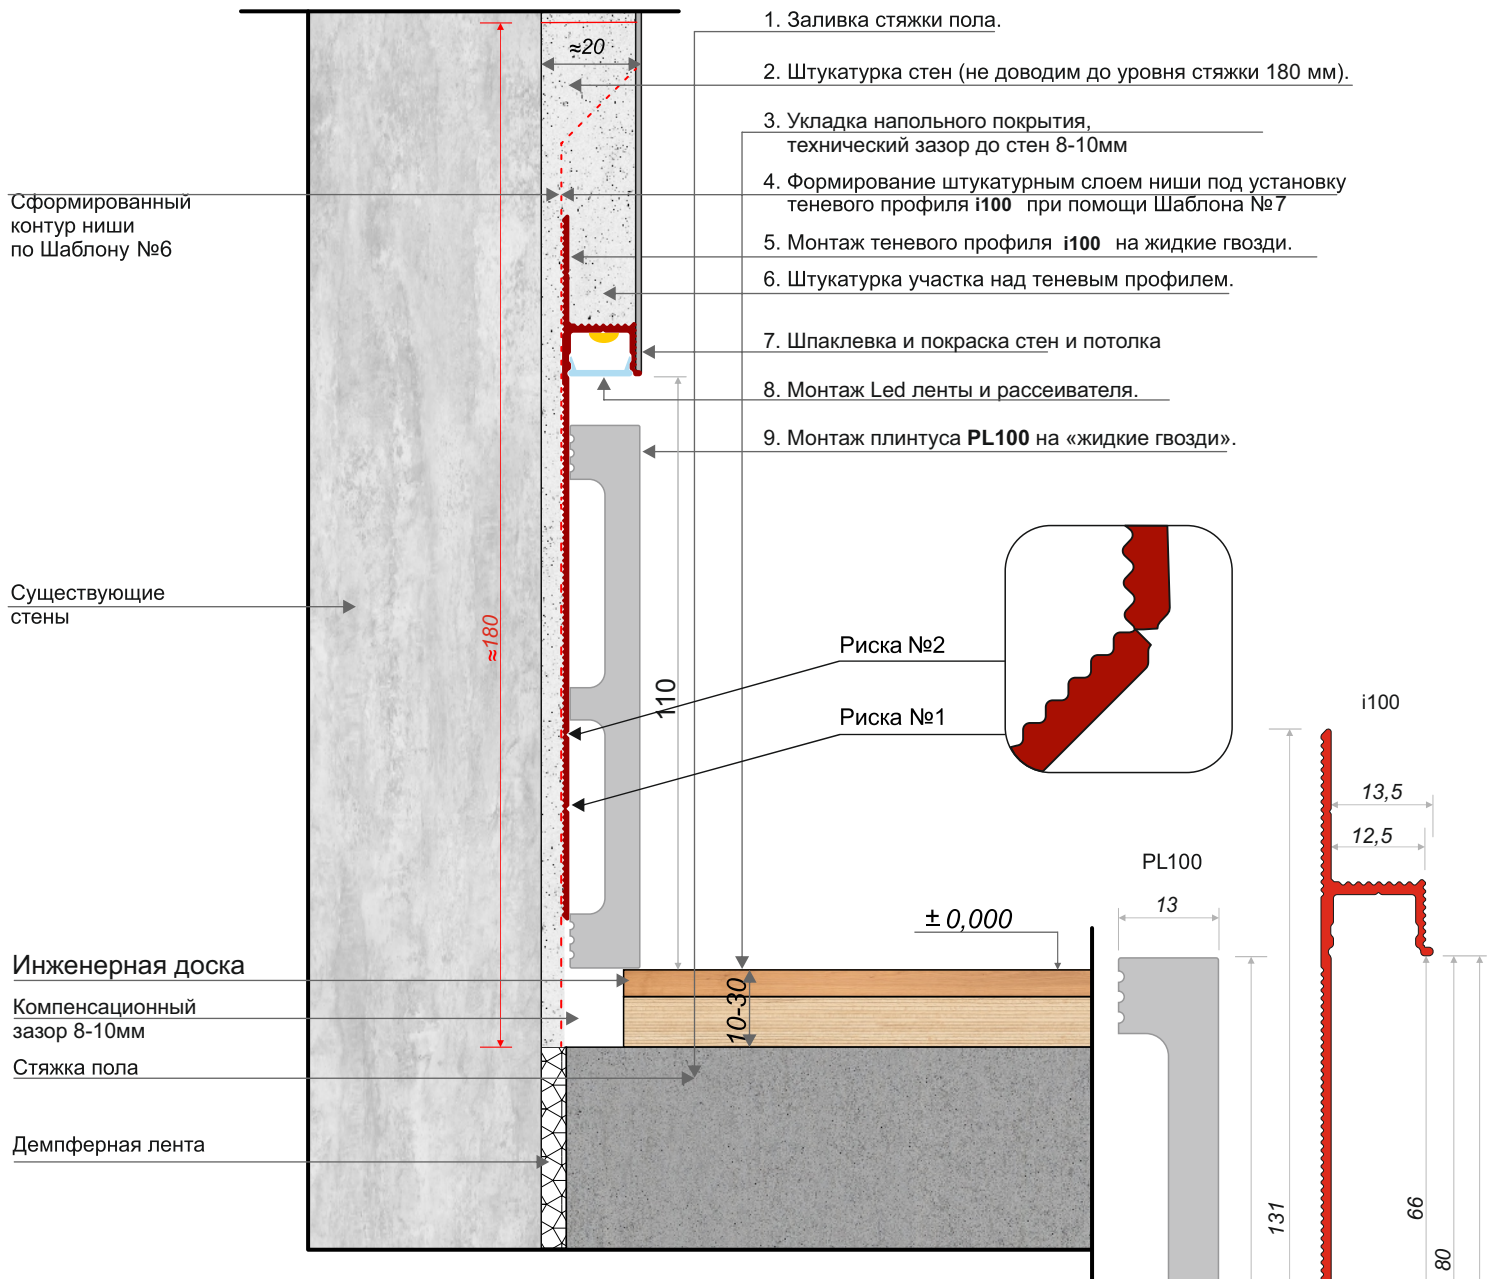 1. Заливка стяжки пола.
≈20
2. Штукатурка стен (не доводим до уровня стяжки 180 мм).
3. Укладка напольного покрытия,
технический зазор до стен 8-10мм
4. Формирование штукатурным слоем ниши под установку
теневого профиля i100 при помощи Шаблона №7
Сформированный
контур ниши
по Шаблону №6
5. Монтаж теневого профиля i100 на жидкие гвозди.
6. Штукатурка участка над теневым профилем.
7. Шпаклевка и покраска стен и потолка
8. Монтаж Led ленты и рассеивателя.
9. Монтаж плинтуса PL100 на «жидкие гвозди».
Существующие
стены
≈180
Риска №2
110
Риска №1
i100
13,5
12,5
PL100
13
± 0,000
Инженерная доска
10-30
Компенсационный
зазор 8-10мм
Стяжка пола
Демпферная лента
131
66
80